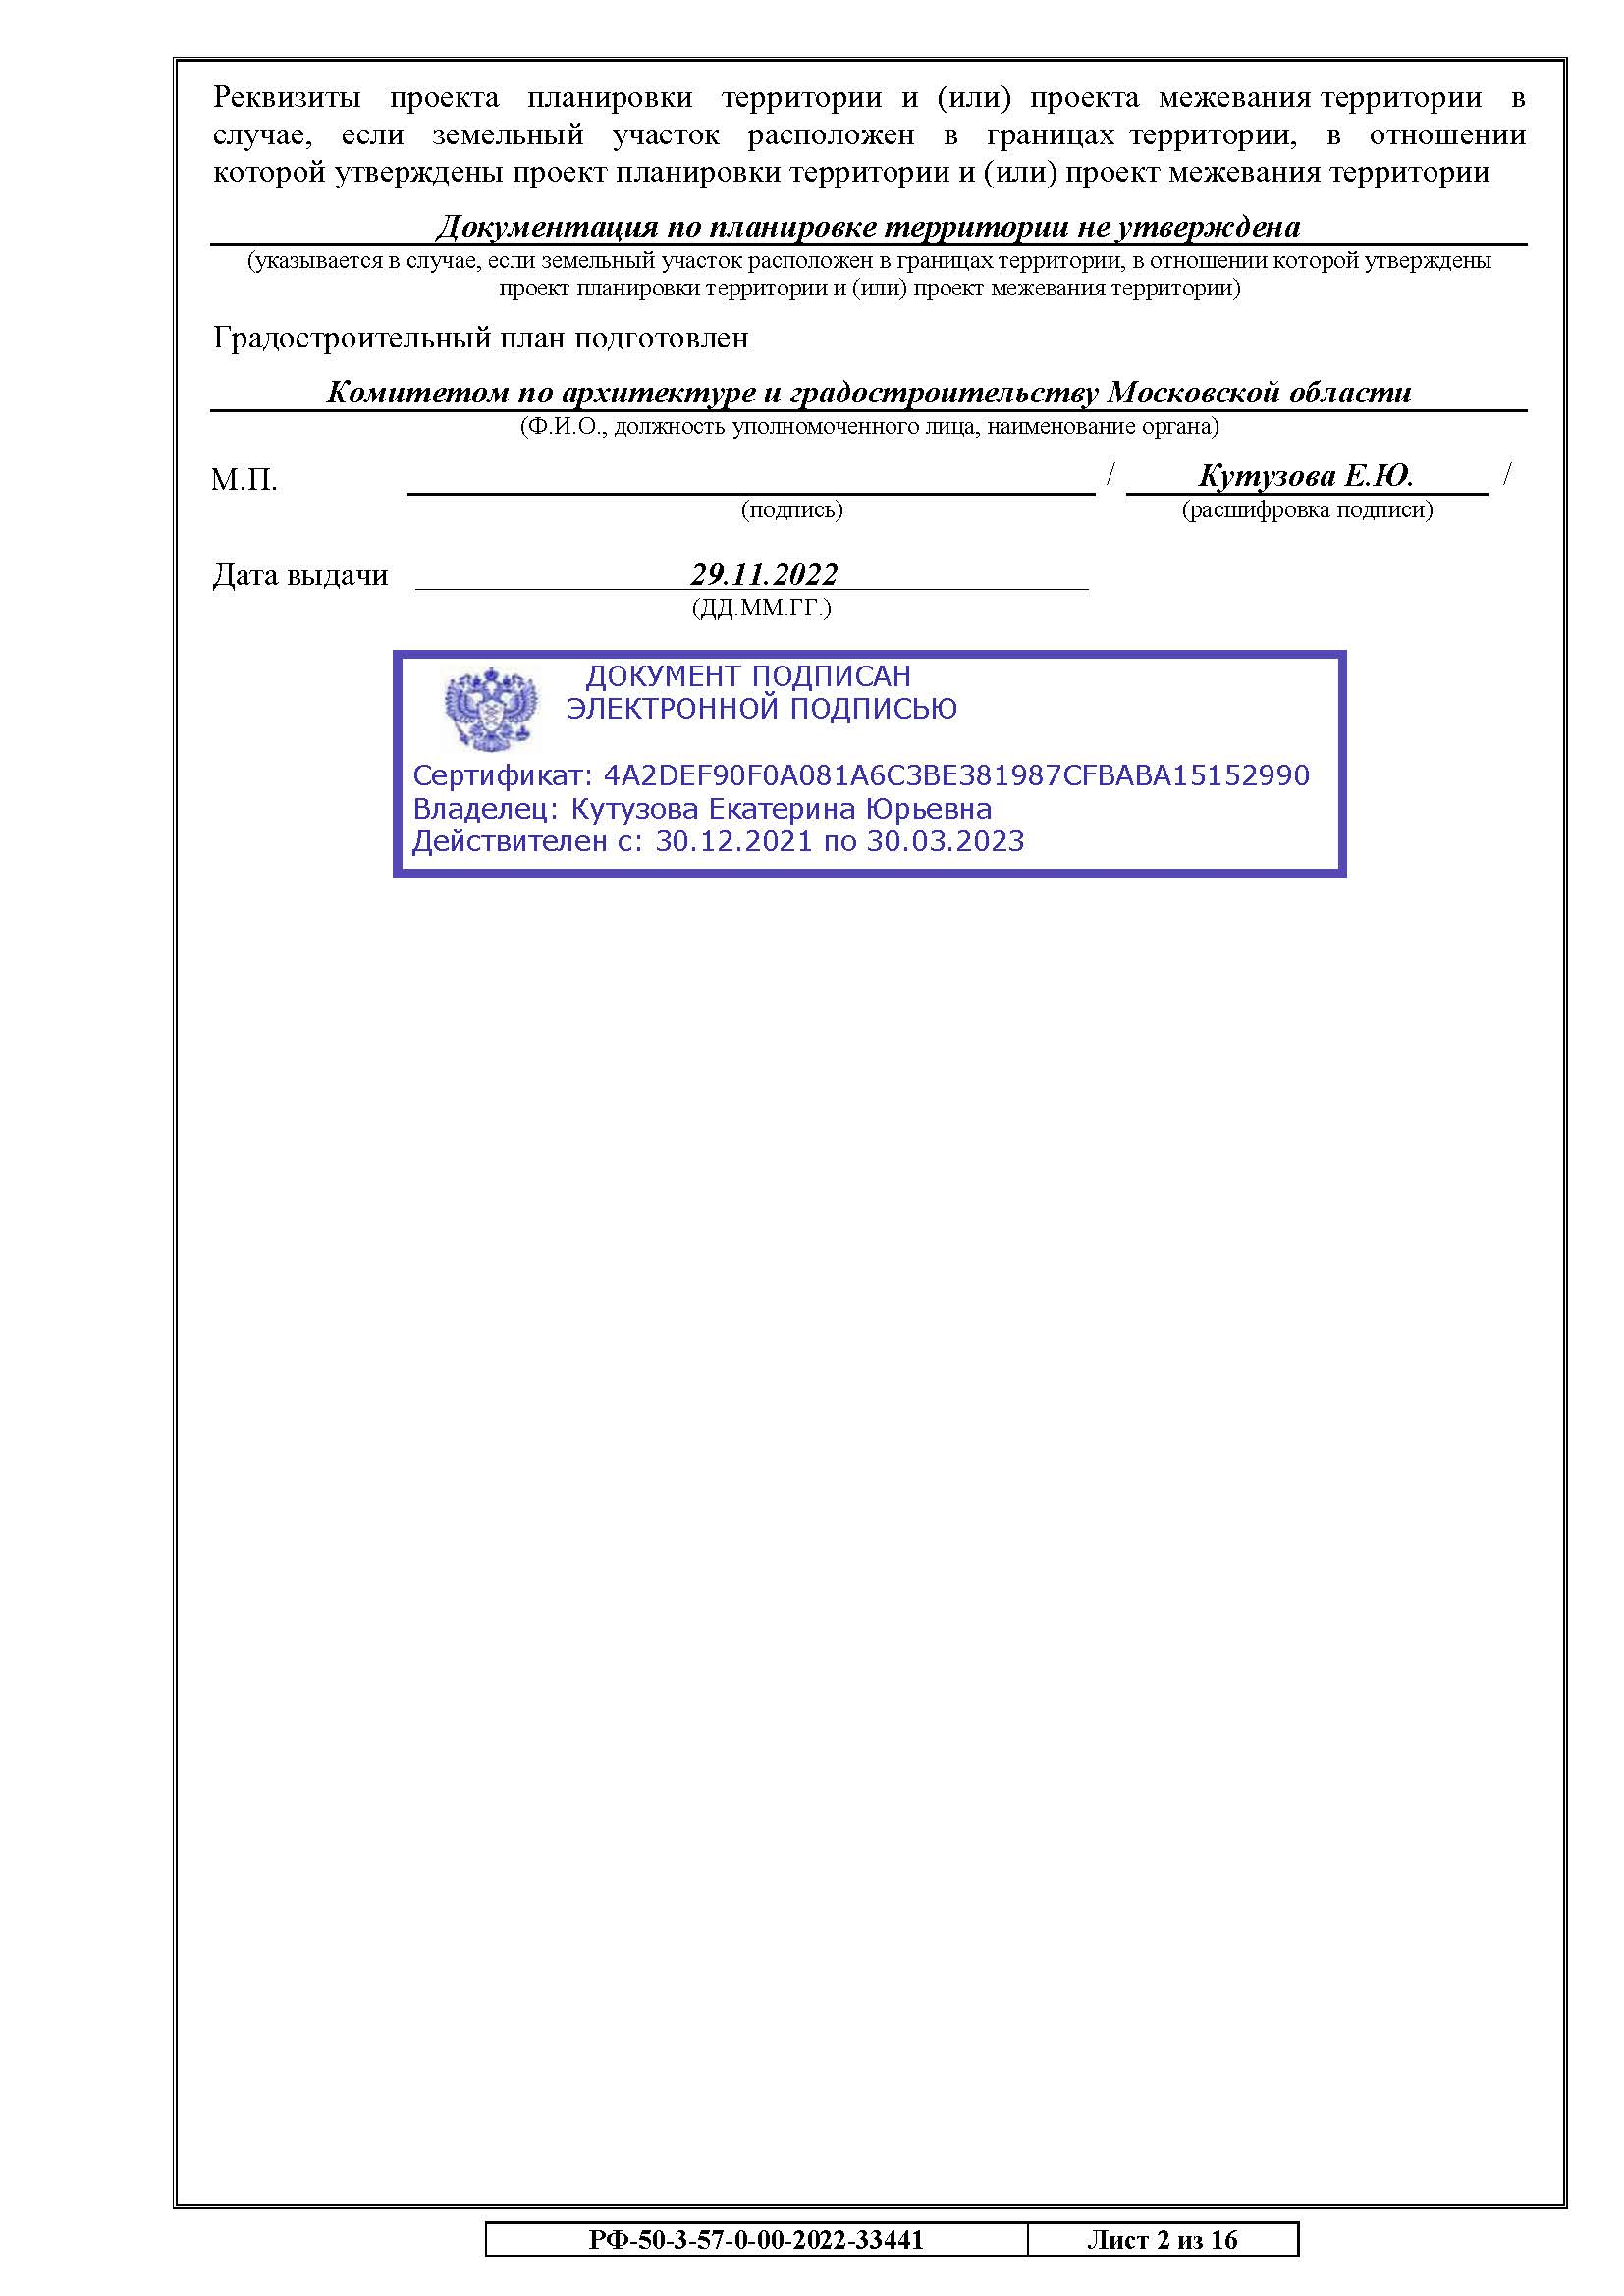 Реквизиты проекта планировки территории и (или) проекта межевания территории в
случае, если земельный участок расположен в границах территории, в отношении
которой утверждены проект планировки территории и (или) проект межевания территории
Документация по планировке территории не утверждена
(указывается в случае, если земельный участок расположен в границах территории, в отношении которой утверждены
проект планировки территории и (или) проект межевания территории)
Градостроительный план подготовлен
Комитетом по архитектуре и градостроительству Московской области
(Ф.И.О., должность уполномоченного лица, наименование органа)
М.П. / Кутузова Е.Ю. /
(подпись) (расшифровка подписи)
Дата выдачи 29.11.2022
(ДД.ММ.ГГ.)
ДОКУМЕНТ ПОДПИСАН
ЭЛЕКТРОННОЙ ПОДПИСЬЮ
Сертификат: 4A2DEF90F0A081A6C3BE381987CFBABA15152990
Владелец: Кутузова Екатерина Юрьевна
Действителен с: 30.12.2021 по 30.03.2023
РФ-50-3-57-0-00-2022-33441 Лист 2 из 16